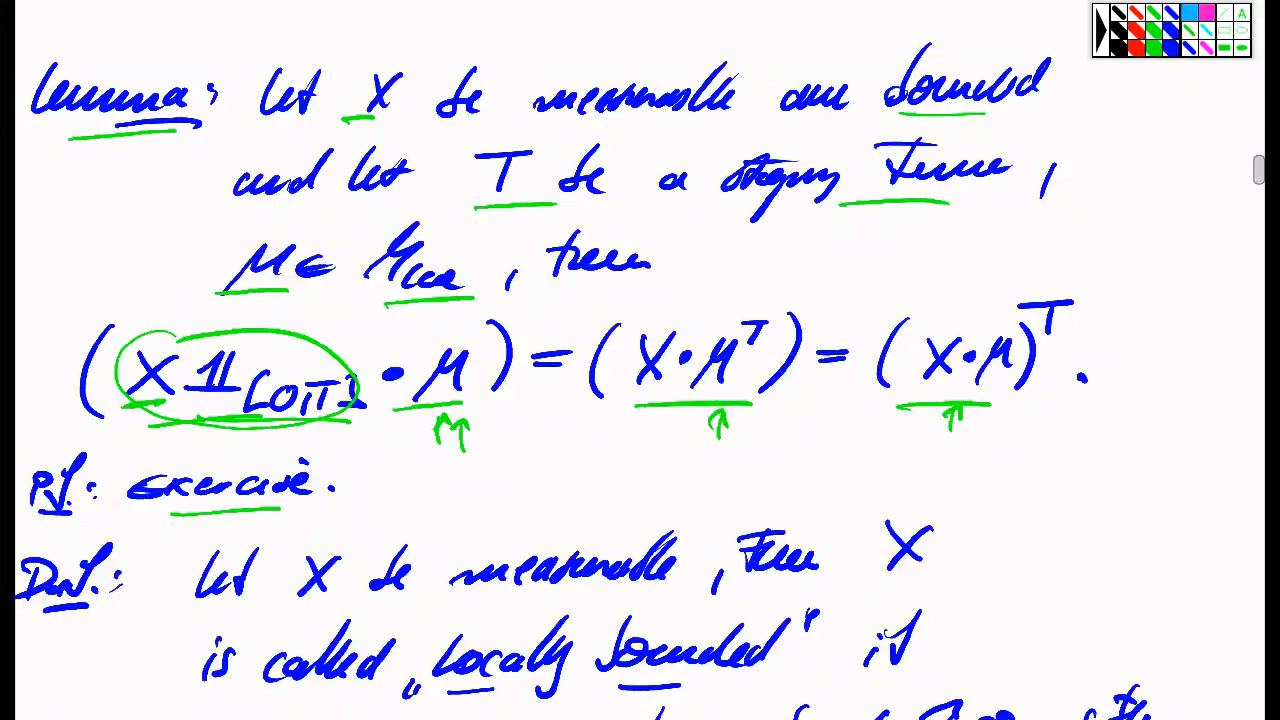 Lemma: Let X be measurable and bounded
and let T be a stopping time,
M ∈ M_loc, then
(X 𝟙_[0,T] • M) = (X • M^T) = (X • M)^T.
Pf.: exercise.
Def.: Let X be measurable, then X
is called „locally bounded" if